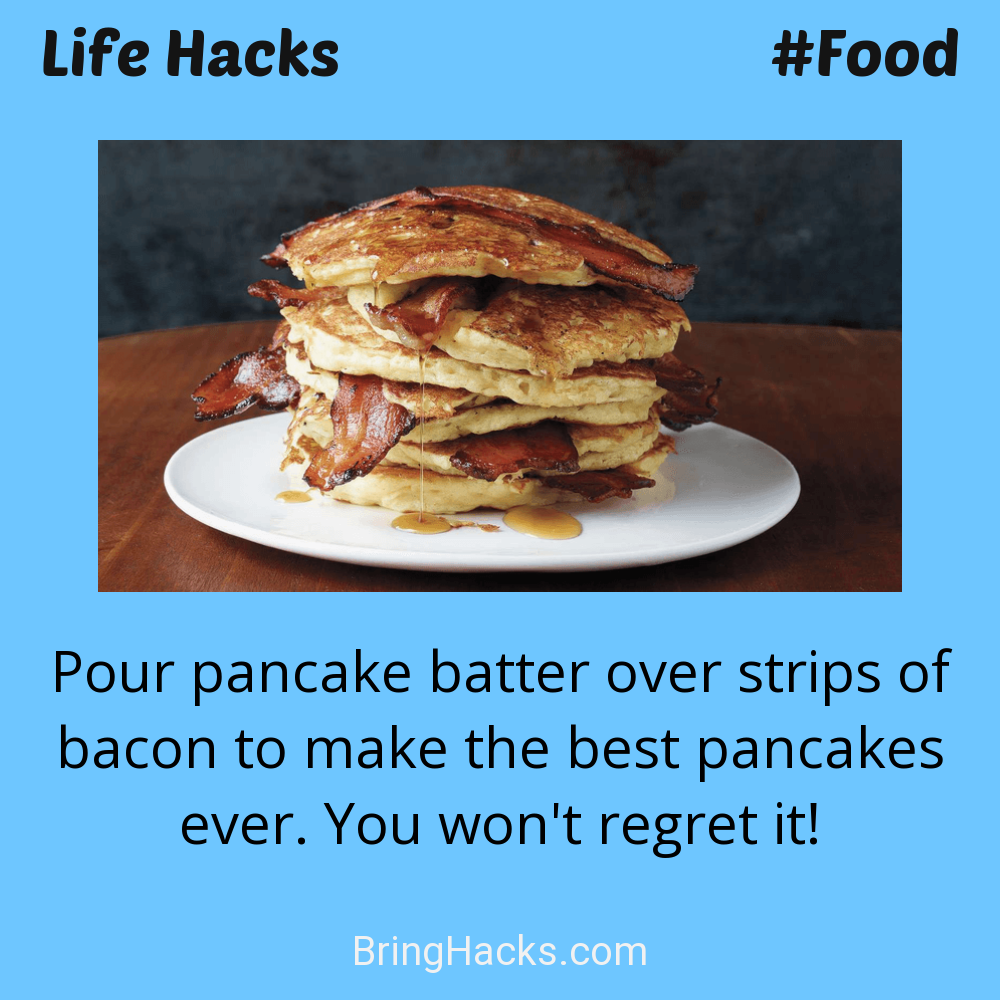 Life Hacks #Food
Pour pancake batter over strips of
bacon to make the best pancakes
ever. You won't regret it!
BringHacks.com